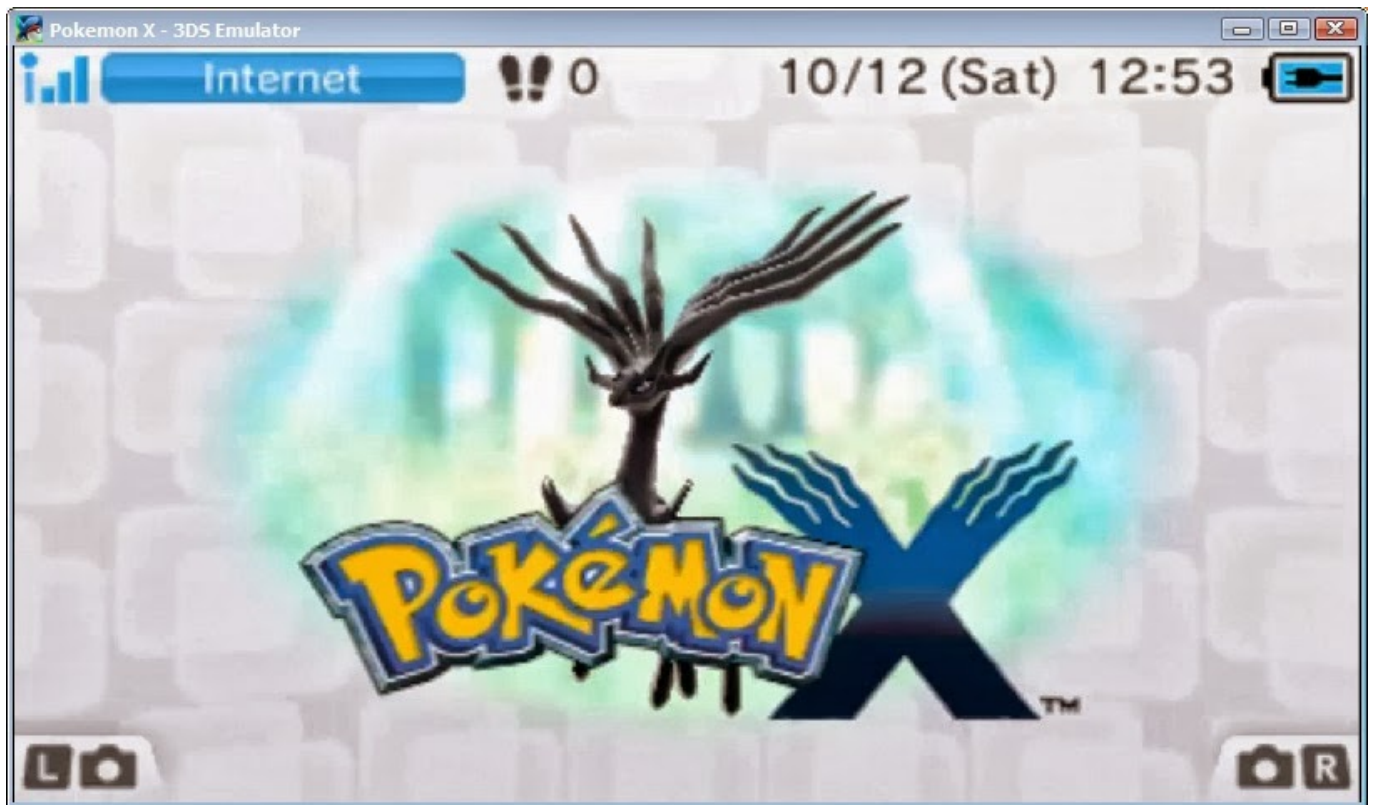 Pokemon X - 3DS Emulator
Internet 0 10/12 (Sat) 12:53
POKéMON X ™
L R